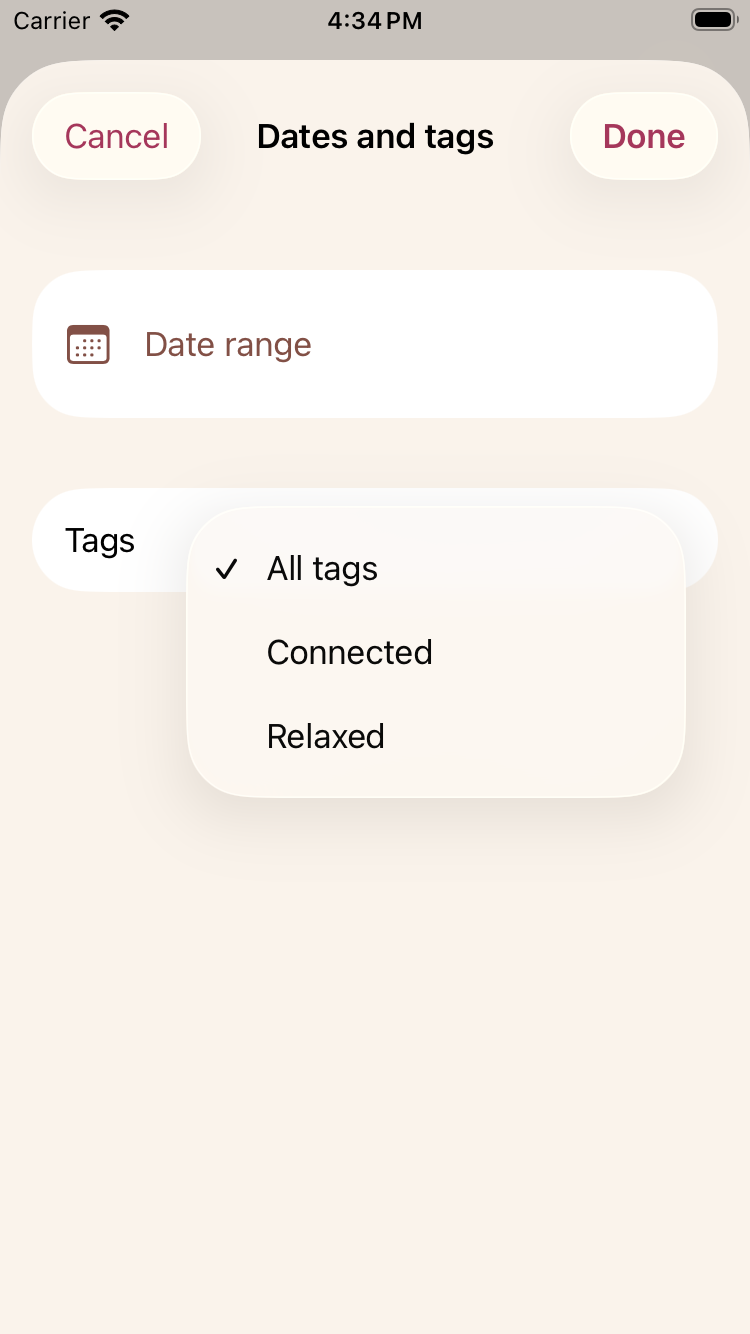 Carrier 4:34 PM
Cancel Dates and tags Done
Date range
Tags
All tags
Connected
Relaxed